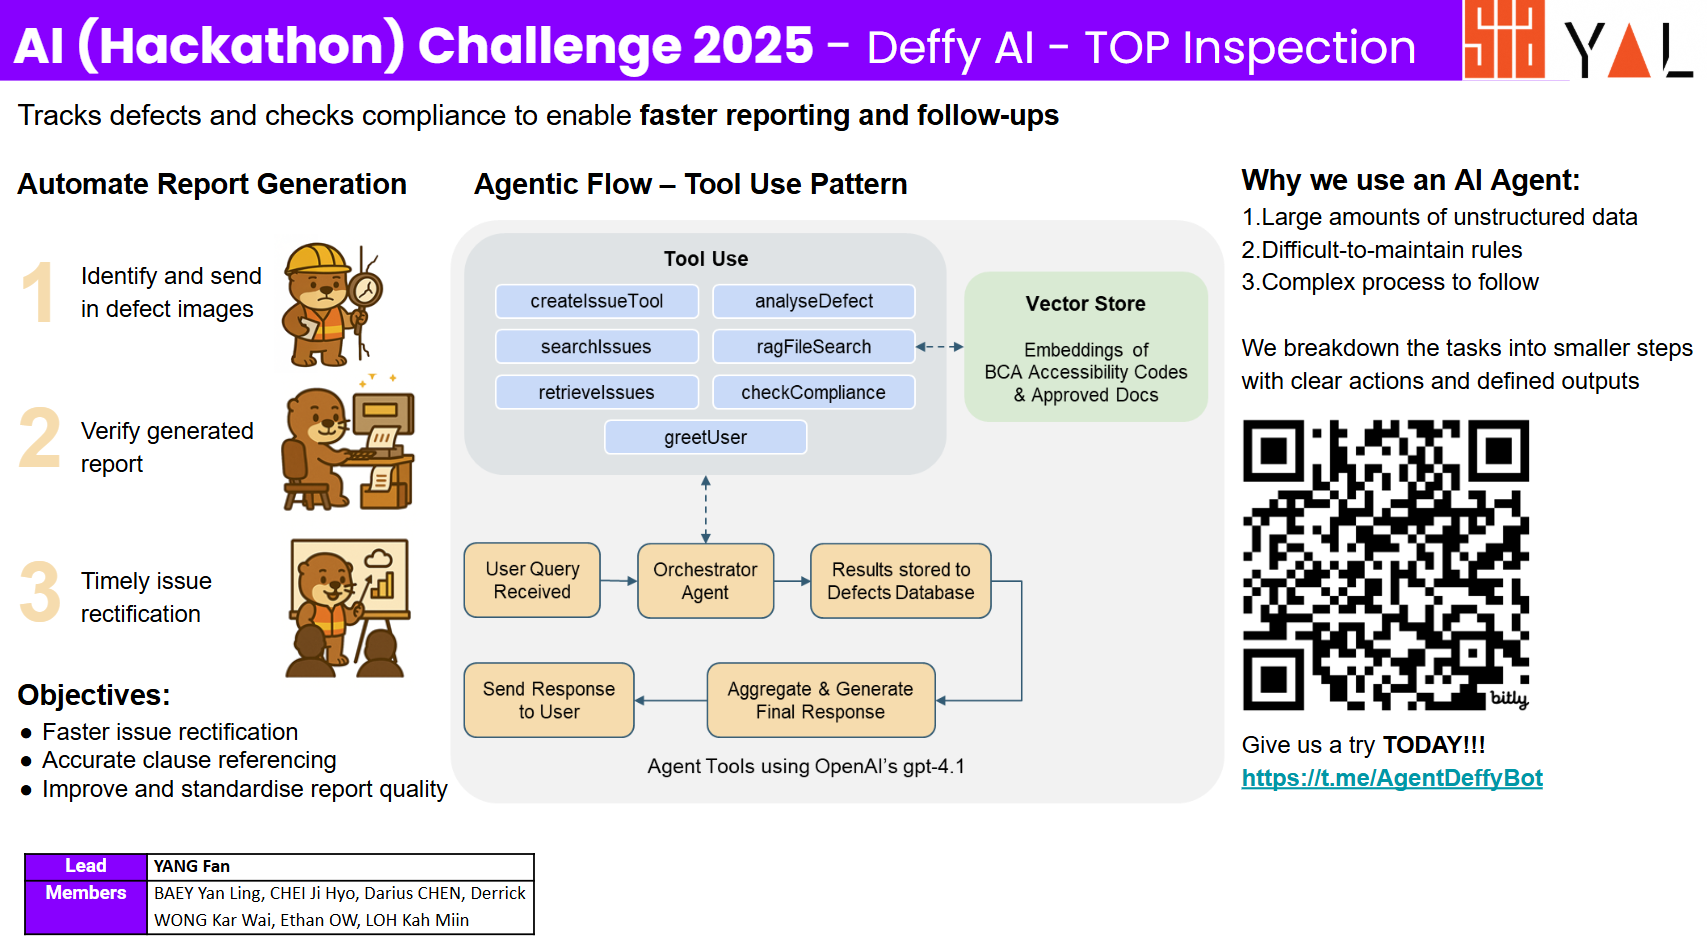 AI (Hackathon) Challenge 2025 – Deffy AI – TOP Inspection
sia
YAL
Tracks defects and checks compliance to enable faster reporting and follow-ups
Automate Report Generation
1
Identify and send
in defect images
2
Verify generated
report
3
Timely issue
rectification
Objectives:
● Faster issue rectification
● Accurate clause referencing
● Improve and standardise report quality
Agentic Flow – Tool Use Pattern
Tool Use
createIssueTool
analyseDefect
searchIssues
ragFileSearch
retrieveIssues
checkCompliance
greetUser
Vector Store
Embeddings of
BCA Accessibility Codes
& Approved Docs
User Query
Received
Orchestrator
Agent
Results stored to
Defects Database
Send Response
to User
Aggregate & Generate
Final Response
Agent Tools using OpenAI's gpt-4.1
Why we use an AI Agent:
1.Large amounts of unstructured data
2.Difficult-to-maintain rules
3.Complex process to follow
We breakdown the tasks into smaller steps
with clear actions and defined outputs
bitly
Give us a try TODAY!!!
https://t.me/AgentDeffyBot
Lead
YANG Fan
Members
BAEY Yan Ling, CHEI Ji Hyo, Darius CHEN, Derrick
WONG Kar Wai, Ethan OW, LOH Kah Miin